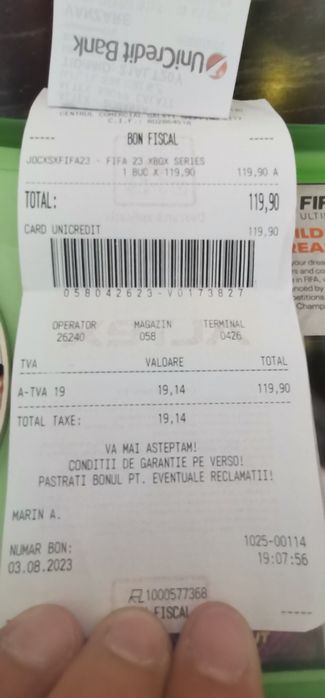 UniCredit Bank
BON FISCAL
JOCXSXFIFA23 - FIFA 23 XBOX SERIES
1 BUC X 119,90 119,90 A
TOTAL: 119,90
CARD UNICREDIT 119,90
058042623-V0173827
OPERATOR MAGAZIN TERMINAL
26240 058 0426
TVA VALOARE TOTAL
A-TVA 19 19,14 119,90
TOTAL TAXE: 19,14
VA MAI ASTEPTAM!
CONDITII DE GARANTIE PE VERSO!
PASTRATI BONUL PT. EVENTUALE RECLAMATII!
MARIN A.
NUMAR BON: 1025-00114
03.08.2023 19:07:56
1000577368
FISCAL
FIF
ULTI